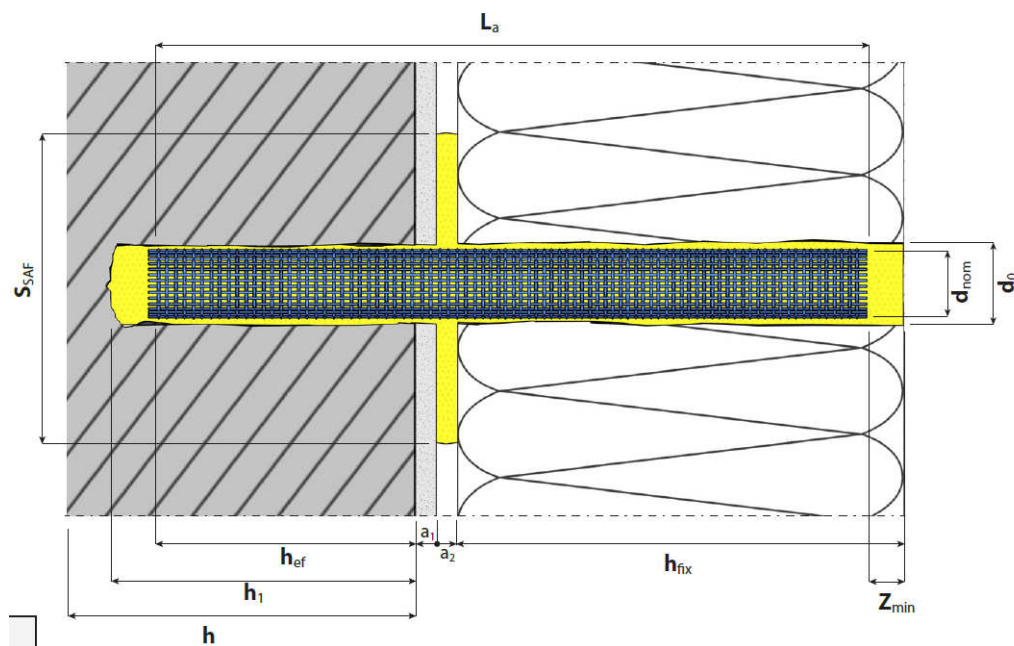 La
SSAF
dnom
d0
a1
a2
hef
hfix
h1
Zmin
h